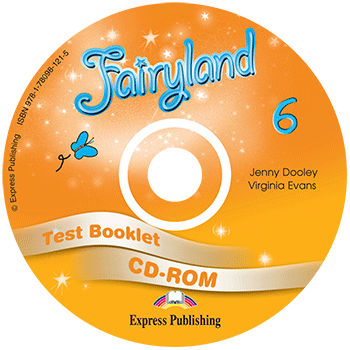 Fairyland
6
ISBN 978-1-78098-121-5
© Express Publishing
Jenny Dooley
Virginia Evans
Test Booklet
CD-ROM
Express Publishing